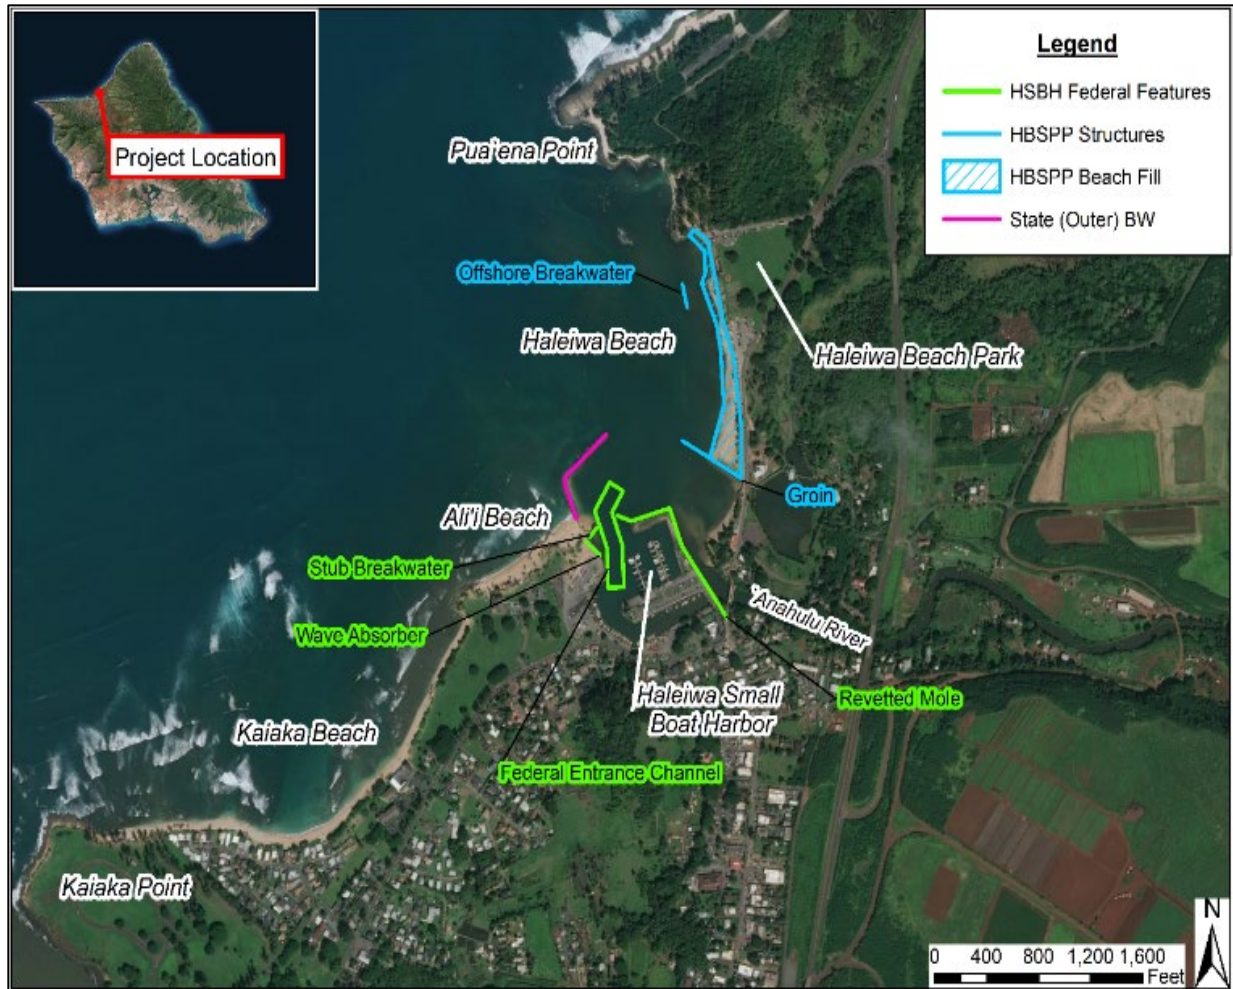 Project Location
Legend
HSBH Federal Features
HBSPP Structures
HBSPP Beach Fill
State (Outer) BW
Pua'ena Point
Offshore Breakwater
Haleiwa Beach
Haleiwa Beach Park
Groin
Ali'i Beach
Stub Breakwater
Wave Absorber
'Anahulu River
Haleiwa Small
Boat Harbor
Revetted Mole
Kaiaka Beach
Federal Entrance Channel
Kaiaka Point
N
0 400 800 1,200 1,600
Feet